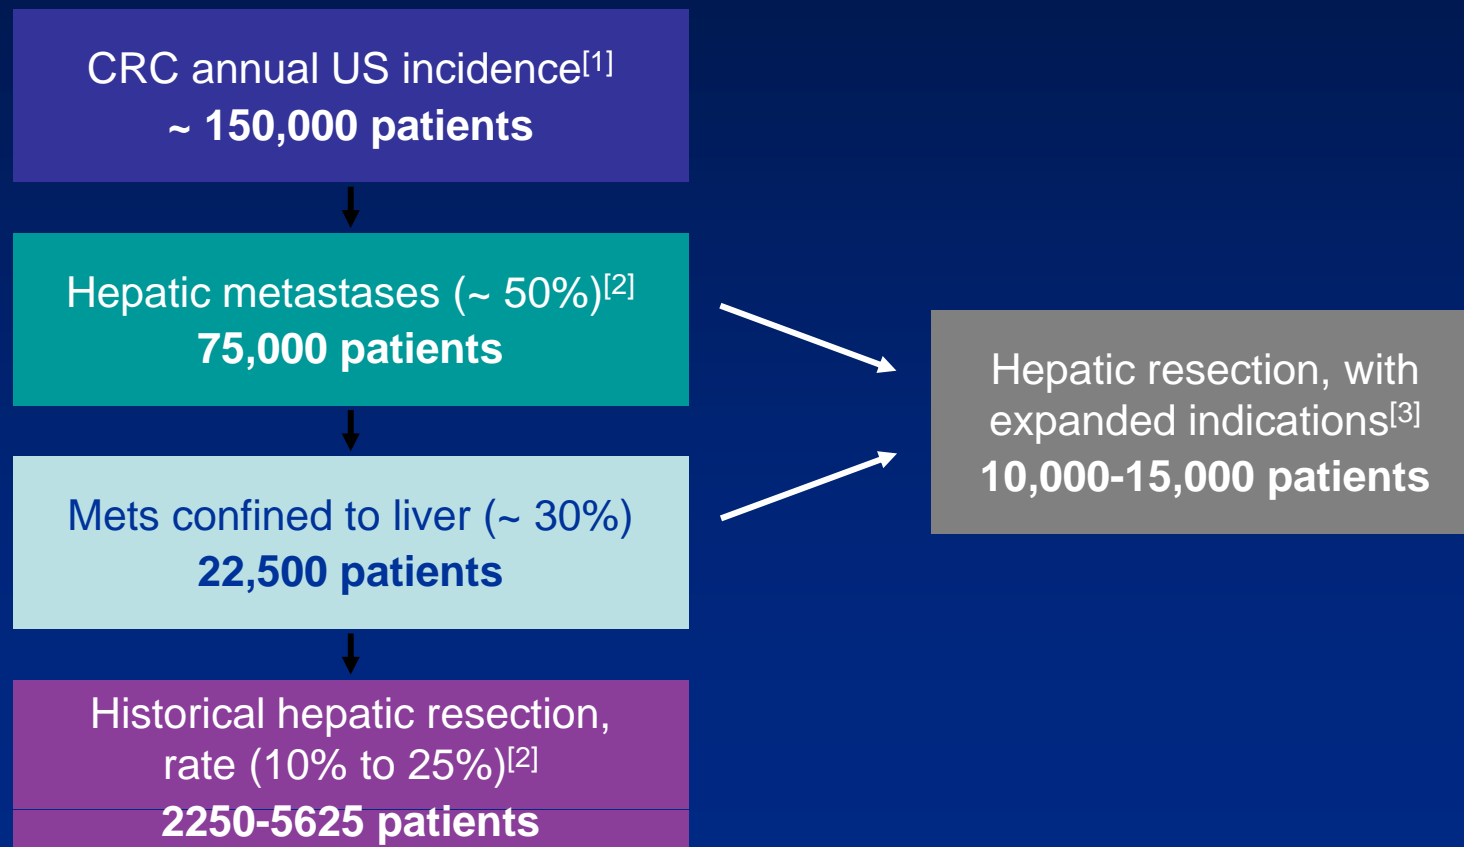 CRC annual US incidence[1]
~ 150,000 patients
Hepatic metastases (~ 50%)[2]
75,000 patients
Mets confined to liver (~ 30%)
22,500 patients
Historical hepatic resection,
rate (10% to 25%)[2]
2250-5625 patients
Hepatic resection, with
expanded indications[3]
10,000-15,000 patients